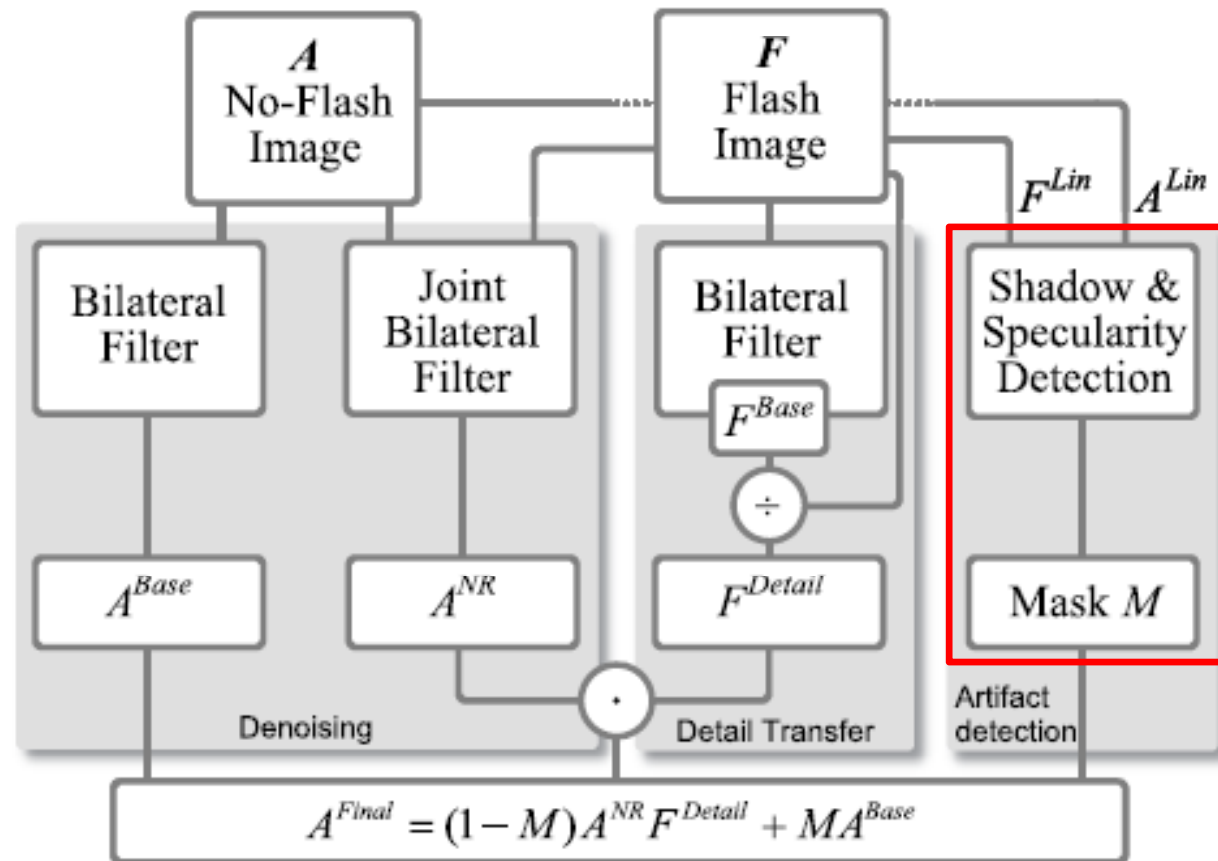 A
No-Flash
Image
F
Flash
Image
F^{Lin}
A^{Lin}
Bilateral
Filter
Joint
Bilateral
Filter
Bilateral
Filter
F^{Base}
÷
Shadow &
Specularity
Detection
A^{Base}
A^{NR}
F^{Detail}
Mask M
·
Denoising
Detail Transfer
Artifact
detection
A^{Final} = (1 − M)A^{NR}F^{Detail} + MA^{Base}